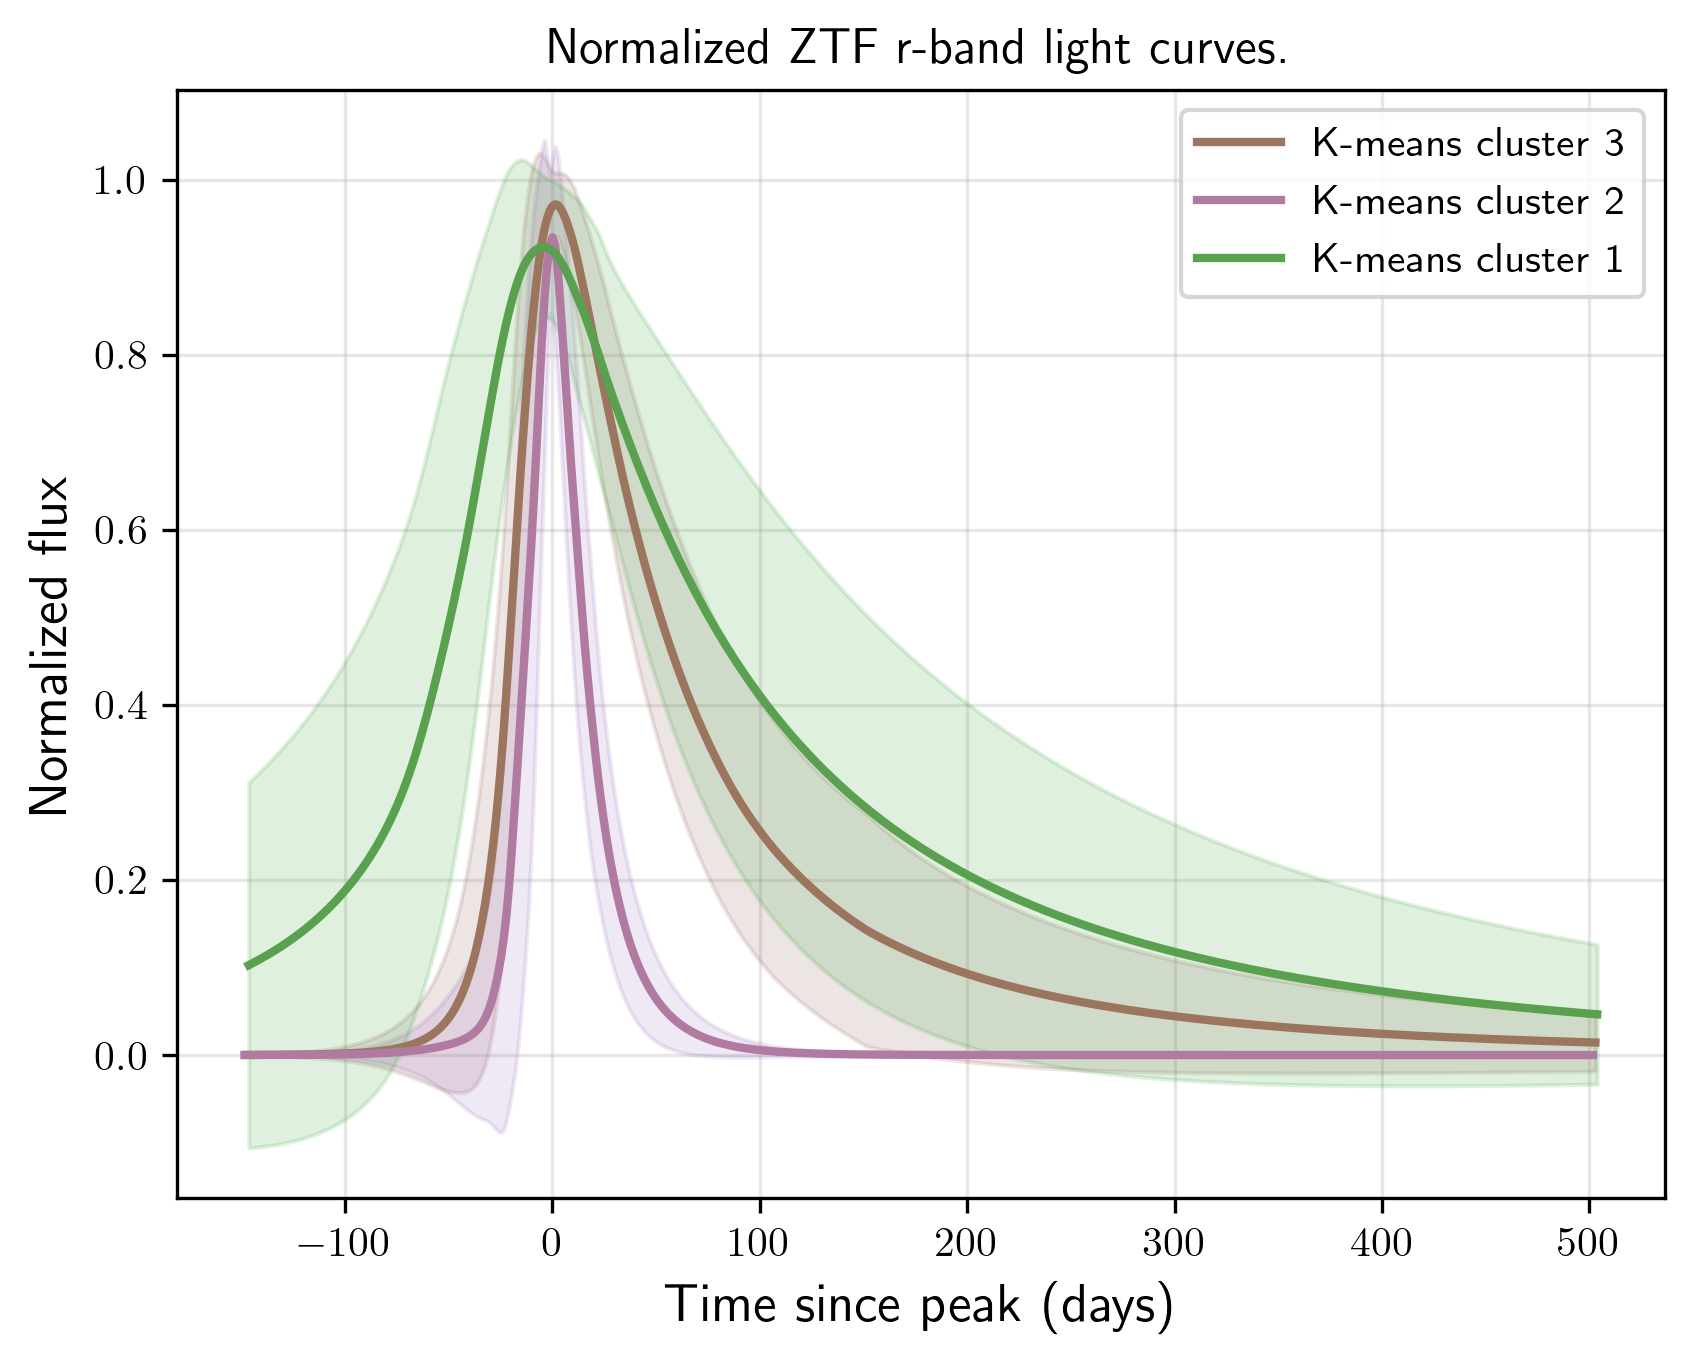 Normalized ZTF r-band light curves.
K-means cluster 3
K-means cluster 2
K-means cluster 1
Normalized flux
1.0
0.8
0.6
0.4
0.2
0.0
−100 0 100 200 300 400 500
Time since peak (days)